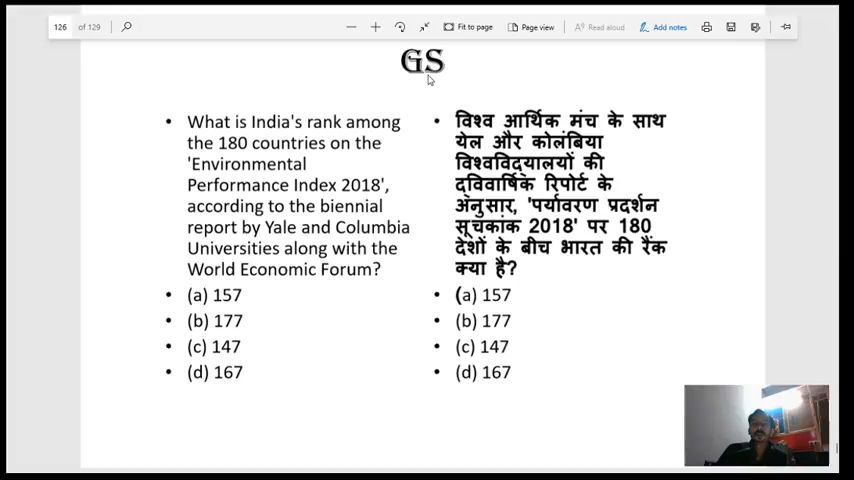 126 of 129
Fit to page
Page view
Read aloud
Add notes
GS
• What is India's rank among
the 180 countries on the
'Environmental
Performance Index 2018',
according to the biennial
report by Yale and Columbia
Universities along with the
World Economic Forum?
• (a) 157
• (b) 177
• (c) 147
• (d) 167
• विश्व आर्थिक मंच के साथ
येल और कोलंबिया
विश्वविद्यालयों की
द्विवार्षिक रिपोर्ट के
अनुसार, 'पर्यावरण प्रदर्शन
सूचकांक 2018' पर 180
देशों के बीच भारत की रैंक
क्या है?
• (a) 157
• (b) 177
• (c) 147
• (d) 167